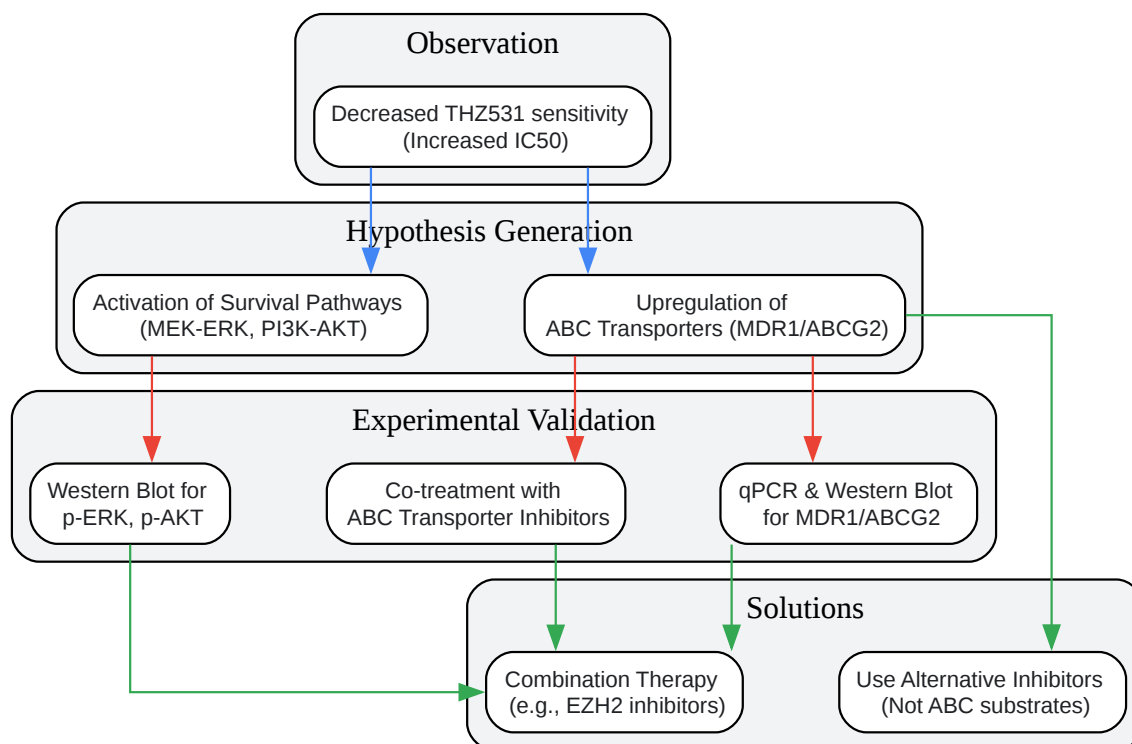 Observation
Decreased THZ531 sensitivity
(Increased IC50)
Hypothesis Generation
Activation of Survival Pathways
(MEK-ERK, PI3K-AKT)
Upregulation of
ABC Transporters (MDR1/ABCG2)
Experimental Validation
Western Blot for
p-ERK, p-AKT
Co-treatment with
ABC Transporter Inhibitors
qPCR & Western Blot
for MDR1/ABCG2
Solutions
Combination Therapy
(e.g., EZH2 inhibitors)
Use Alternative Inhibitors
(Not ABC substrates)